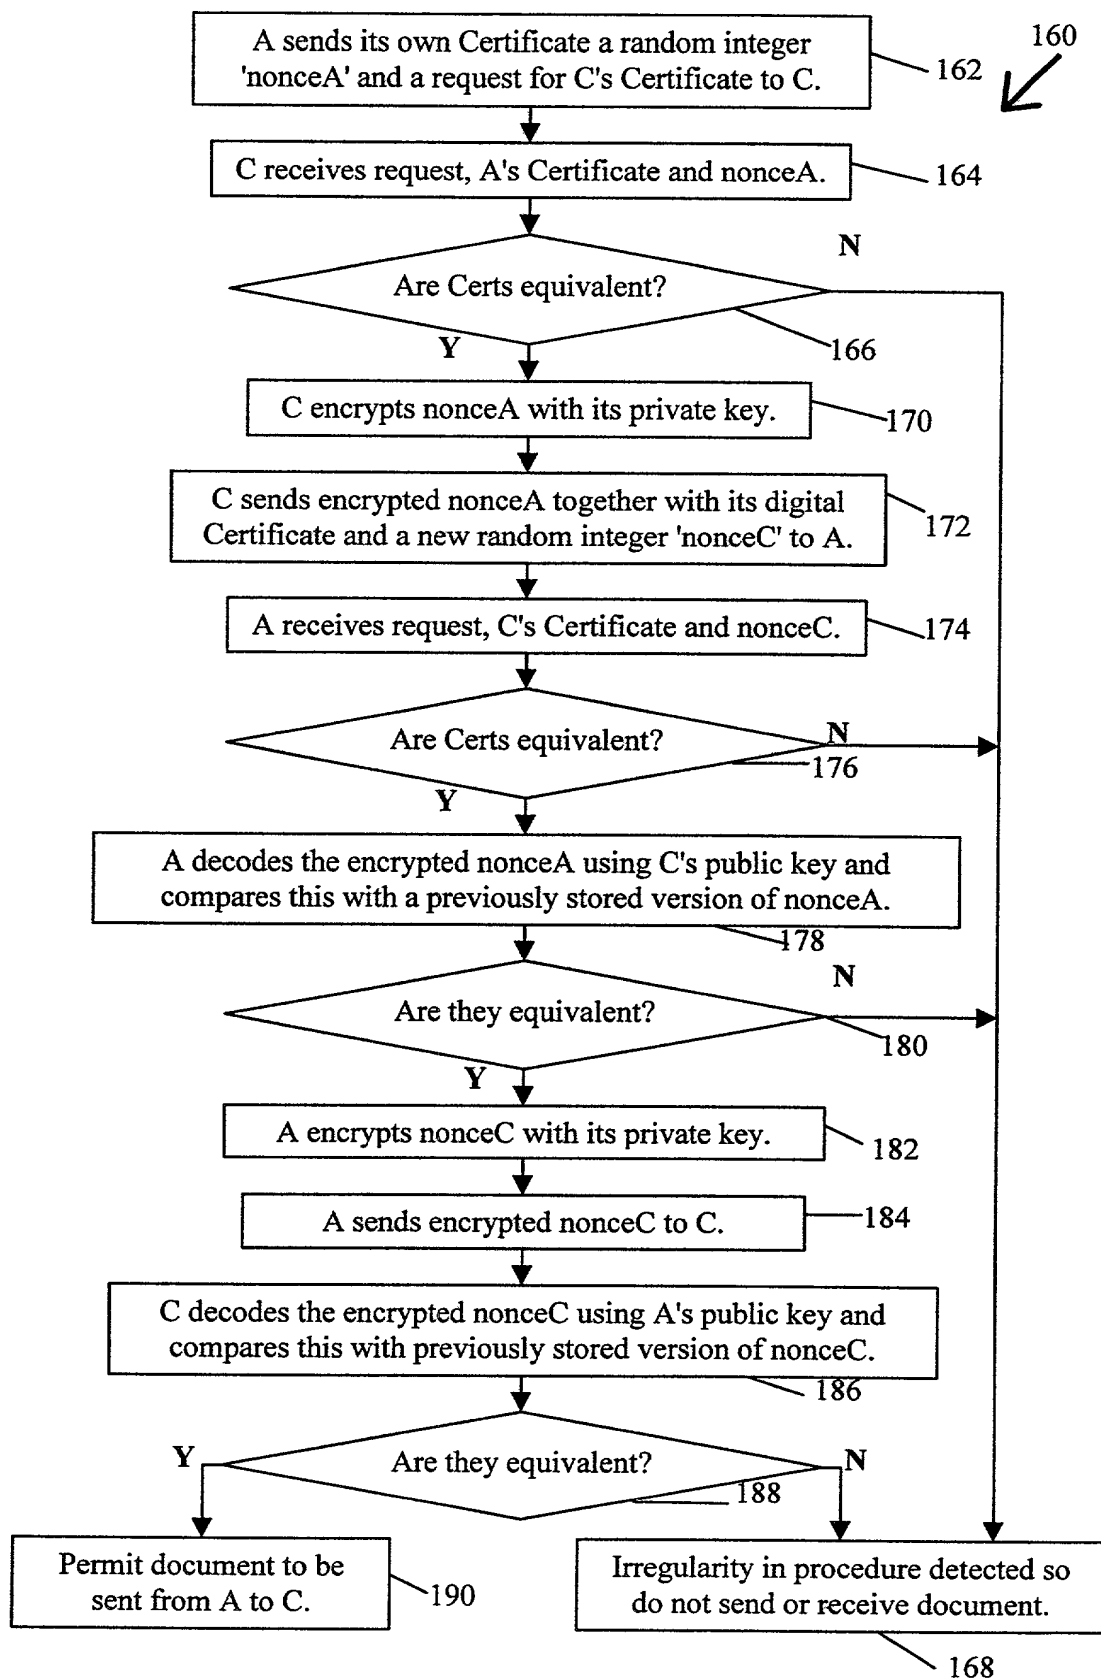 A sends its own Certificate a random integer
'nonceA' and a request for C's Certificate to C.
162
160
C receives request, A's Certificate and nonceA.
164
N
Are Certs equivalent?
166
Y
C encrypts nonceA with its private key.
170
C sends encrypted nonceA together with its digital
Certificate and a new random integer 'nonceC' to A.
172
A receives request, C's Certificate and nonceC.
174
Are Certs equivalent?
N
176
Y
A decodes the encrypted nonceA using C's public key and
compares this with a previously stored version of nonceA.
178
N
Are they equivalent?
180
Y
A encrypts nonceC with its private key.
182
A sends encrypted nonceC to C.
184
C decodes the encrypted nonceC using A's public key and
compares this with previously stored version of nonceC.
186
Y
Are they equivalent?
N
188
Permit document to be
sent from A to C.
190
Irregularity in procedure detected so
do not send or receive document.
168